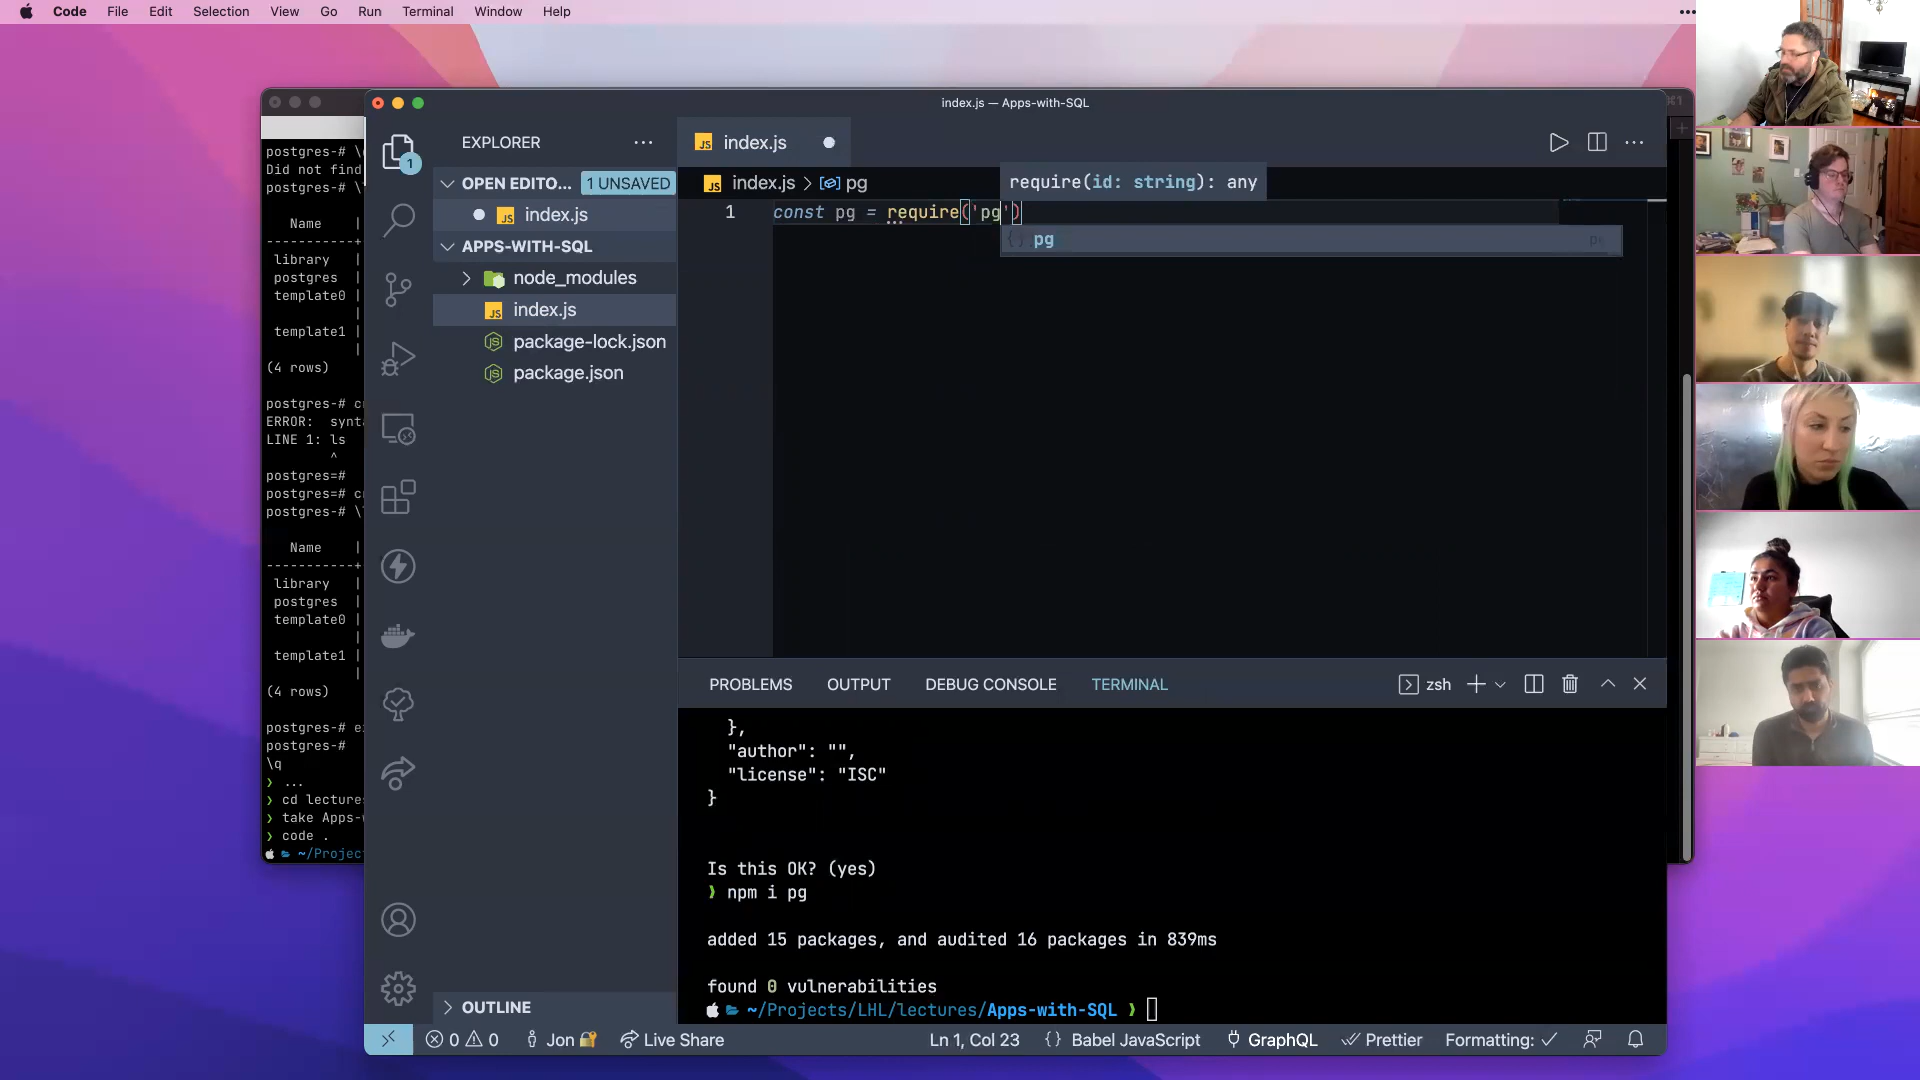 Code File Edit Selection View Go Run Terminal Window Help
index.js — Apps-with-SQL
⌘1
postgres-# \
Did not find
postgres-# \
Name |
-----------+
library |
postgres |
template0 |
|
template1 |
|
(4 rows)
postgres-# c
ERROR: synt
LINE 1: ls
^
postgres=#
postgres=# c
postgres-# \
Name |
-----------+
library |
postgres |
template0 |
|
template1 |
|
(4 rows)
postgres-# e
postgres-#
\q
❯ ...
❯ cd lecture
❯ take Apps-
❯ code .
~/Projec
1
EXPLORER ...
OPEN EDITO... 1 UNSAVED
index.js
APPS-WITH-SQL
node_modules
index.js
package-lock.json
package.json
OUTLINE
index.js
index.js > pg
require(id: string): any
1 const pg = require('pg')
{} pg
PROBLEMS OUTPUT DEBUG CONSOLE TERMINAL zsh
},
"author": "",
"license": "ISC"
}
Is this OK? (yes)
❯ npm i pg
added 15 packages, and audited 16 packages in 839ms
found 0 vulnerabilities
~/Projects/LHL/lectures/Apps-with-SQL ❯
0 0 Jon Live Share Ln 1, Col 23 {} Babel JavaScript GraphQL Prettier Formatting: ✓